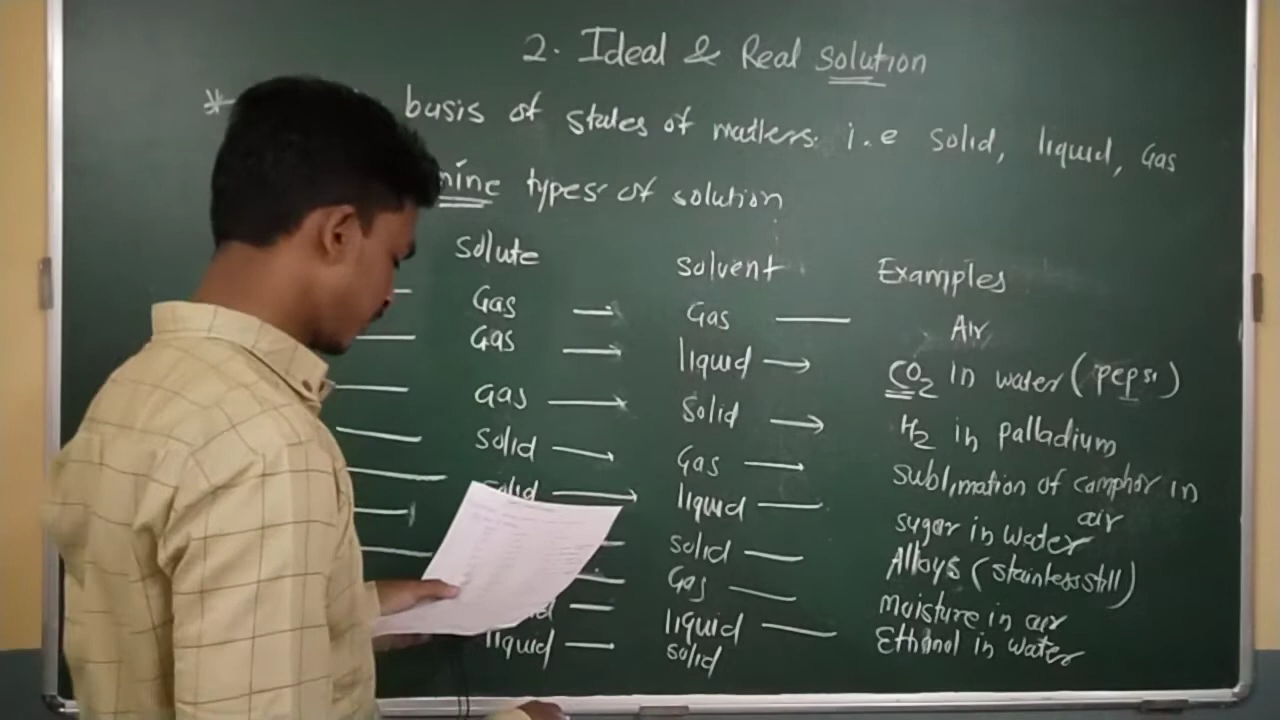 2. Ideal & Real solution
* basis of states of matters. i.e solid, liquid, Gas
nine types of solution
solute solvent Examples
Gas → Gas — Air
Gas → liquid → CO2 in water (pepsi)
Gas → solid → H2 in palladium
solid → Gas → sublimation of camphor in air
solid → liquid — sugar in water
solid — Alloys (stainless still)
Gas — Moisture in air
liquid — Ethanol in water
liquid — solid